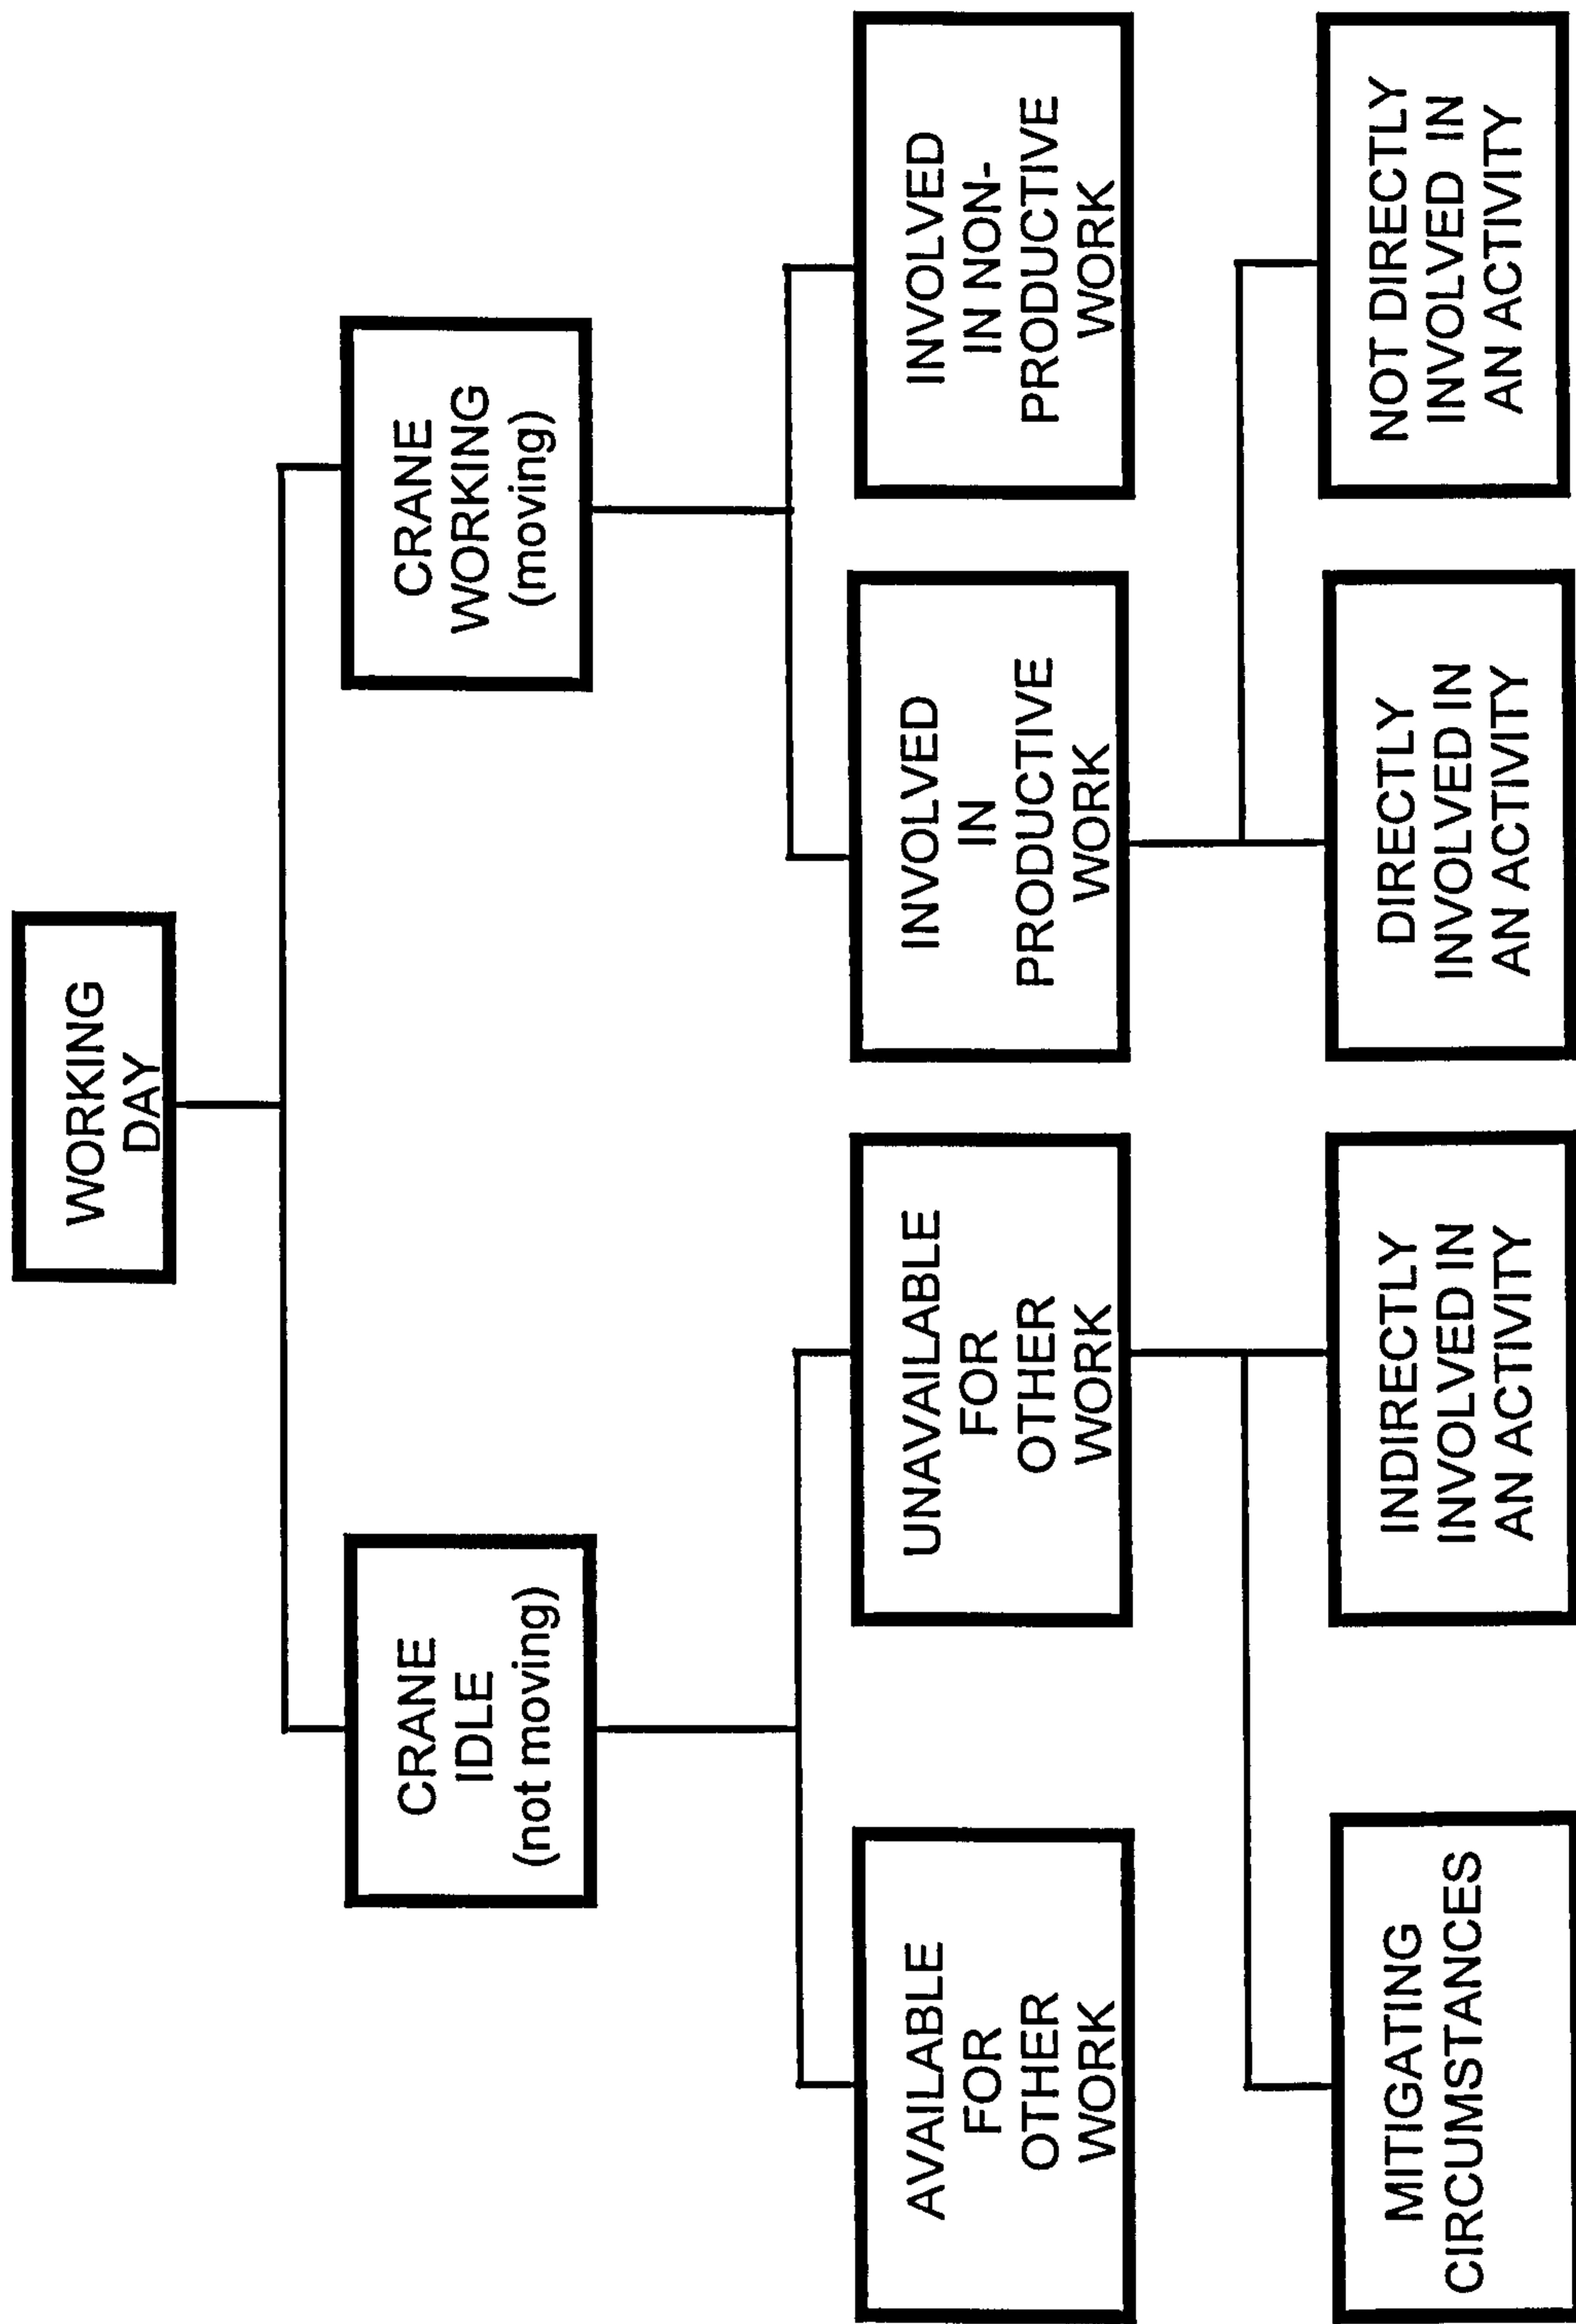 WORKING
DAY
CRANE
IDLE
(not moving)
CRANE
WORKING
(moving)
AVAILABLE
FOR
OTHER
WORK
UNAVAILABLE
FOR
OTHER
WORK
INVOLVED
IN
PRODUCTIVE
WORK
INVOLVED
IN NON-
PRODUCTIVE
WORK
MITIGATING
CIRCUMSTANCES
INDIRECTLY
INVOLVED IN
AN ACTIVITY
DIRECTLY
INVOLVED IN
AN ACTIVITY
NOT DIRECTLY
INVOLVED IN
AN ACTIVITY